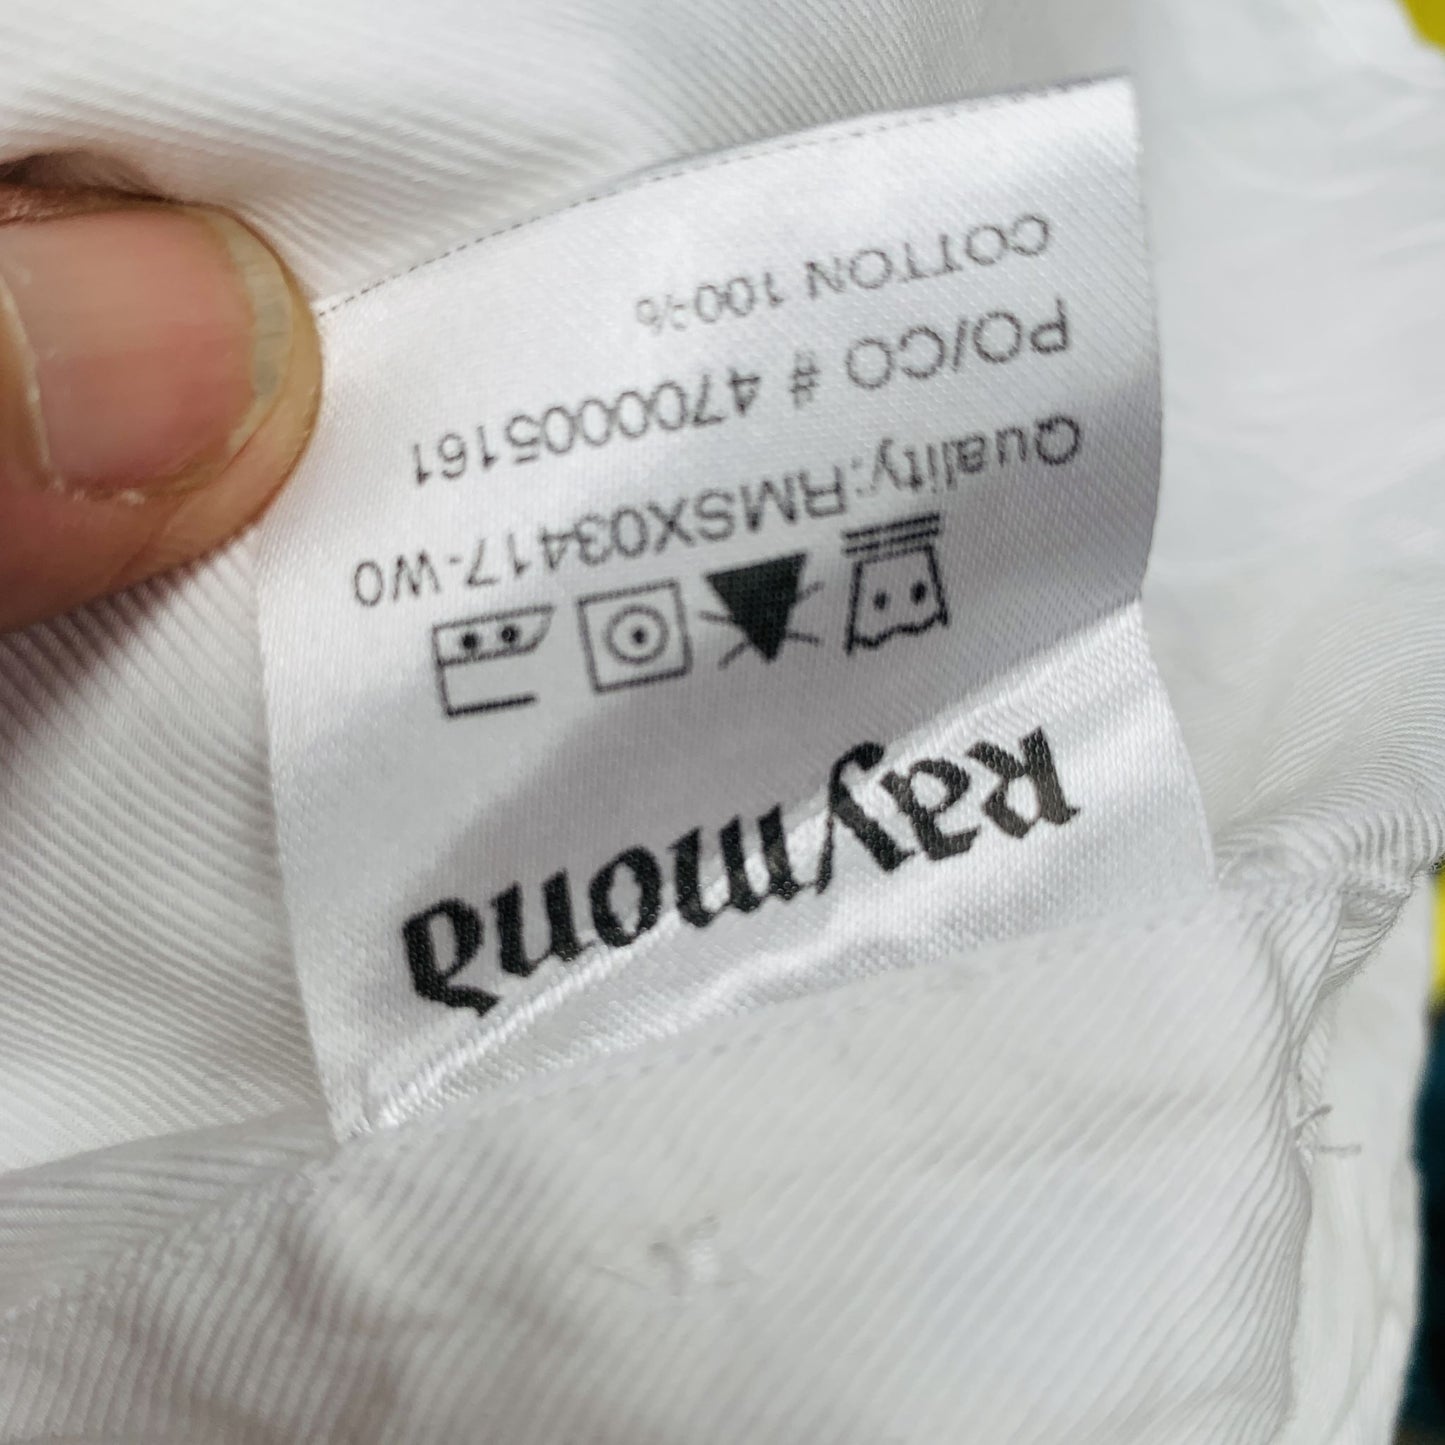 Raymond
Quality:RMSX03417-W0
PO/CO # 4700005161
COTTON 100%